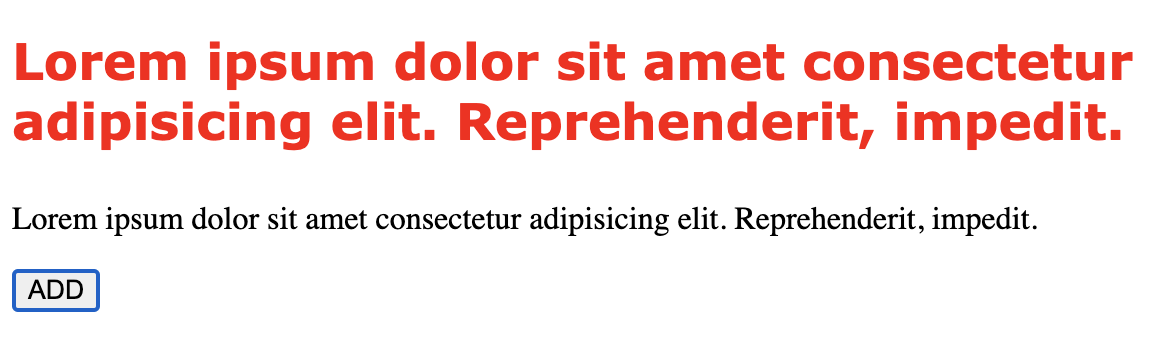 Lorem ipsum dolor sit amet consectetur
adipisicing elit. Reprehenderit, impedit.
Lorem ipsum dolor sit amet consectetur adipisicing elit. Reprehenderit, impedit.
ADD